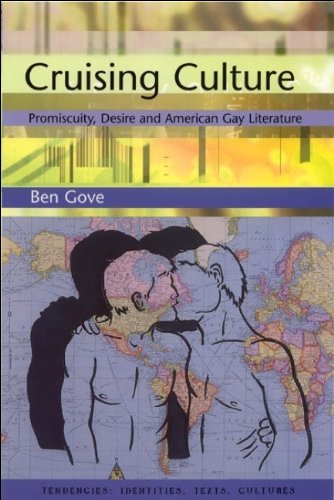 Cruising Culture
Promiscuity, Desire and American Gay Literature
Ben Gove
TENDENCIES: IDENTITIES, TEXTS, CULTURES